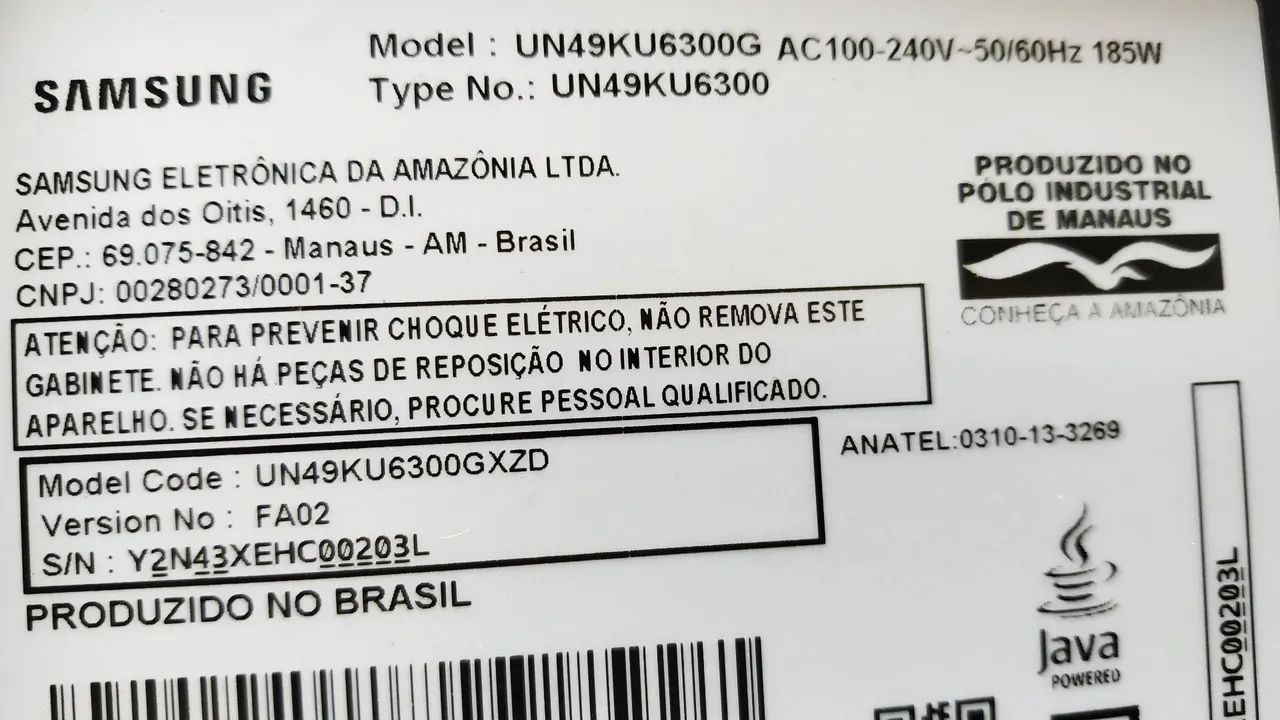 Model : UN49KU6300G AC100-240V~50/60Hz 185W
Type No.: UN49KU6300
SAMSUNG
SAMSUNG ELETRÔNICA DA AMAZÔNIA LTDA.
Avenida dos Oitis, 1460 - D.I.
CEP.: 69.075-842 - Manaus - AM - Brasil
CNPJ: 00280273/0001-37
PRODUZIDO NO
PÓLO INDUSTRIAL
DE MANAUS
CONHEÇA A AMAZÔNIA
ATENÇÃO: PARA PREVENIR CHOQUE ELÉTRICO, NÃO REMOVA ESTE
GABINETE. NÃO HÁ PEÇAS DE REPOSIÇÃO NO INTERIOR DO
APARELHO. SE NECESSÁRIO, PROCURE PESSOAL QUALIFICADO.
ANATEL:0310-13-3269
Model Code : UN49KU6300GXZD
Version No : FA02
S/N : Y2N43XEHC00203L
PRODUZIDO NO BRASIL
Java
POWERED
EHC00203L